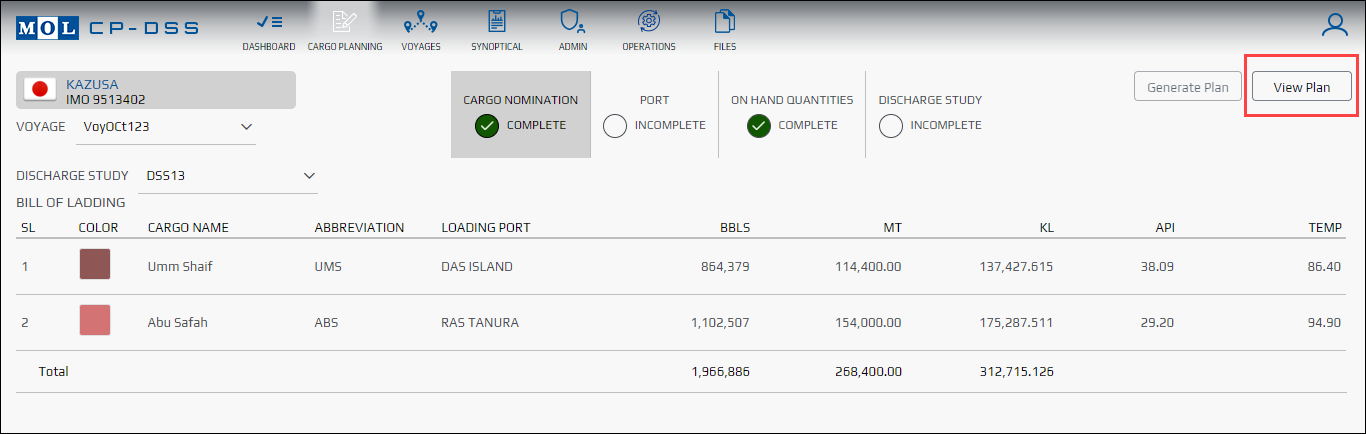 MOL CP-DSS
DASHBOARD CARGO PLANNING VOYAGES SYNOPTICAL ADMIN OPERATIONS FILES
KAZUSA
IMO 9513402
CARGO NOMINATION PORT ON HAND QUANTITIES DISCHARGE STUDY
COMPLETE INCOMPLETE COMPLETE INCOMPLETE
Generate Plan View Plan
VOYAGE VoyOCt123
DISCHARGE STUDY DSS13
BILL OF LADDING
SL COLOR CARGO NAME ABBREVIATION LOADING PORT BBLS MT KL API TEMP
1 Umm Shaif UMS DAS ISLAND 864,379 114,400.00 137,427.615 38.09 86.40
2 Abu Safah ABS RAS TANURA 1,102,507 154,000.00 175,287.511 29.20 94.90
Total 1,966,886 268,400.00 312,715.126